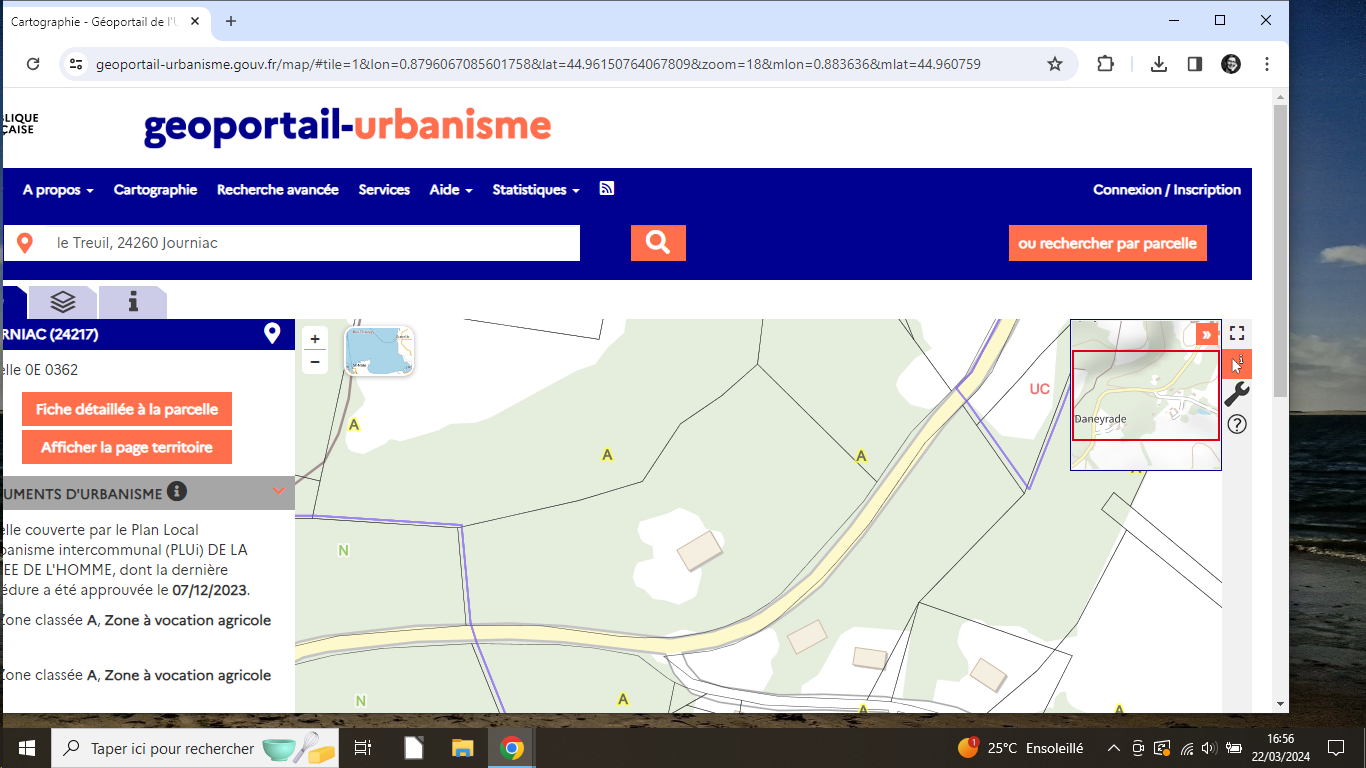 Cartographie - Géoportail de l'U
geoportail-urbanisme.gouv.fr/map/#tile=1&lon=0.8796067085601758&lat=44.96150764067809&zoom=18&mlon=0.883636&mlat=44.960759
BLIQUE
ÇAISE
geoportail-urbanisme
A propos
Cartographie
Recherche avancée
Services
Aide
Statistiques
Connexion / Inscription
le Treuil, 24260 Journiac
ou rechercher par parcelle
RNIAC (24217)
elle 0E 0362
Fiche détaillée à la parcelle
Afficher la page territoire
UMENTS D'URBANISME
elle couverte par le Plan Local
banisme intercommunal (PLUi) DE LA
EE DE L'HOMME, dont la dernière
édure a été approuvée le 07/12/2023.
Zone classée A, Zone à vocation agricole
Zone classée A, Zone à vocation agricole
+
−
A
A
A
UC
A
N
N
A
A
A
»
Daneyrade
Taper ici pour rechercher
1
25°C Ensoleillé
16:56
22/03/2024